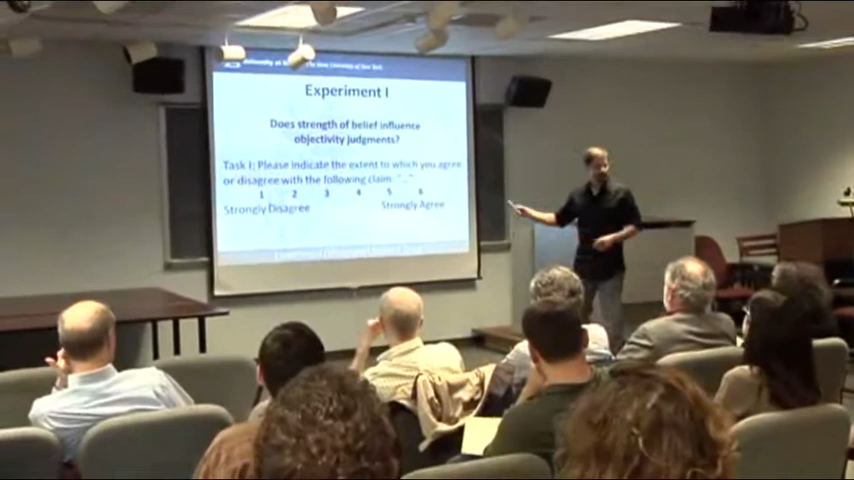 Experiment I
Does strength of belief influence
objectivity judgments?
Task I: Please indicate the extent to which you agree
or disagree with the following claim: "..."
1 2 3 4 5 6
Strongly Disagree Strongly Agree